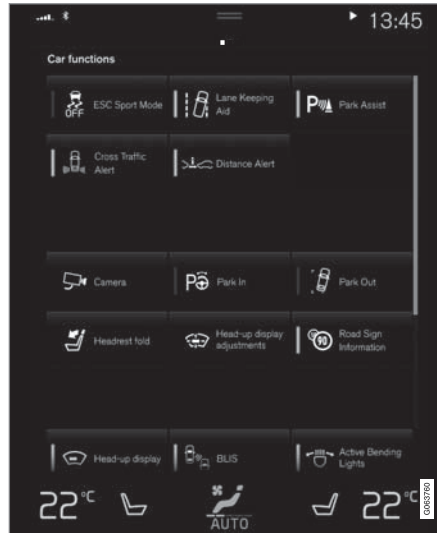 13:45
Car functions
OFF
ESC Sport Mode
Lane Keeping
Aid
P
Park Assist
Cross Traffic
Alert
Distance Alert
Camera
P
Park In
Park Out
Headrest fold
Head-up display
adjustments
90
Road Sign
Information
Head-up display
BLIS
Active Bending
Lights
22°C
AUTO
22°C
G063760